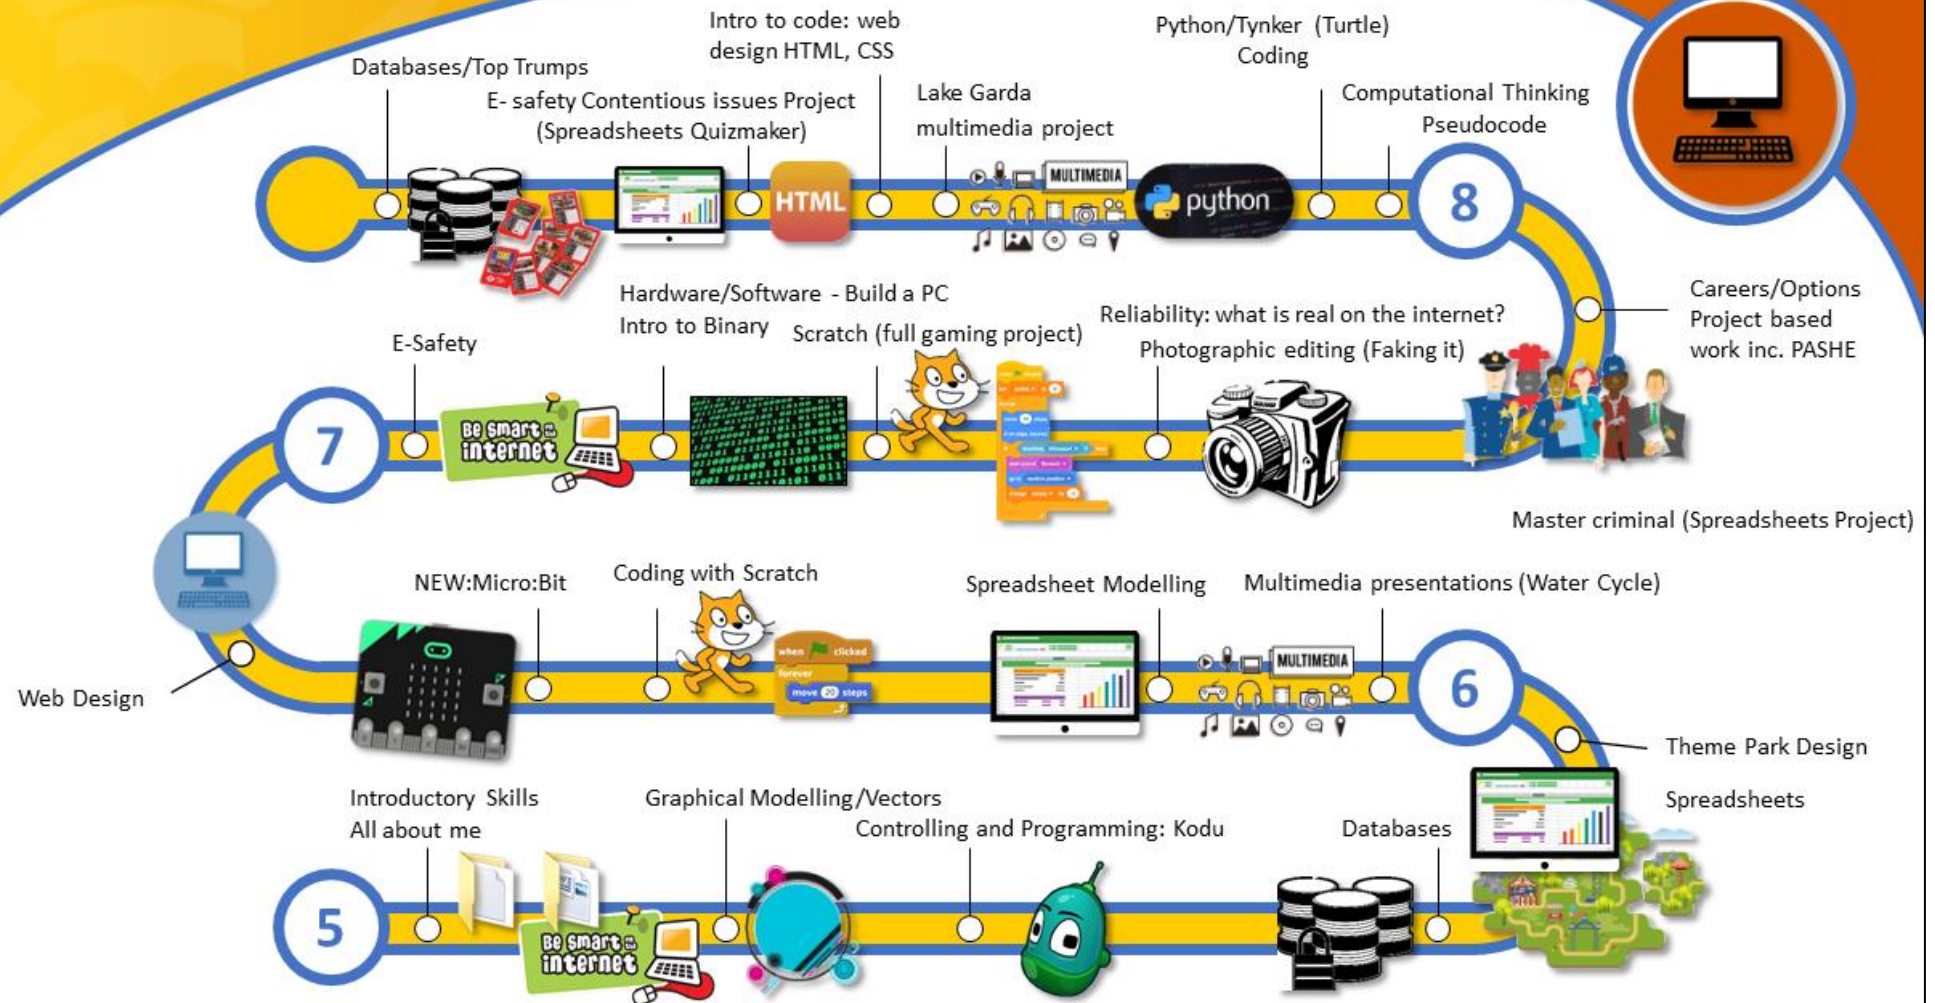 Intro to code: web
design HTML, CSS
Python/Tynker (Turtle)
Coding
Databases/Top Trumps
E- safety Contentious issues Project
(Spreadsheets Quizmaker)
Lake Garda
multimedia project
Computational Thinking
Pseudocode
HTML
MULTIMEDIA
python
8
Careers/Options
Project based
work inc. PASHE
Hardware/Software - Build a PC
Intro to Binary
Scratch (full gaming project)
Reliability: what is real on the internet?
Photographic editing (Faking it)
E-Safety
7
Be smart on the
internet
Master criminal (Spreadsheets Project)
NEW:Micro:Bit
Coding with Scratch
Spreadsheet Modelling
Multimedia presentations (Water Cycle)
when clicked
forever
move 20 steps
MULTIMEDIA
6
Web Design
Theme Park Design
Spreadsheets
Introductory Skills
All about me
Graphical Modelling/Vectors
Controlling and Programming: Kodu
Databases
5
Be smart on the
internet